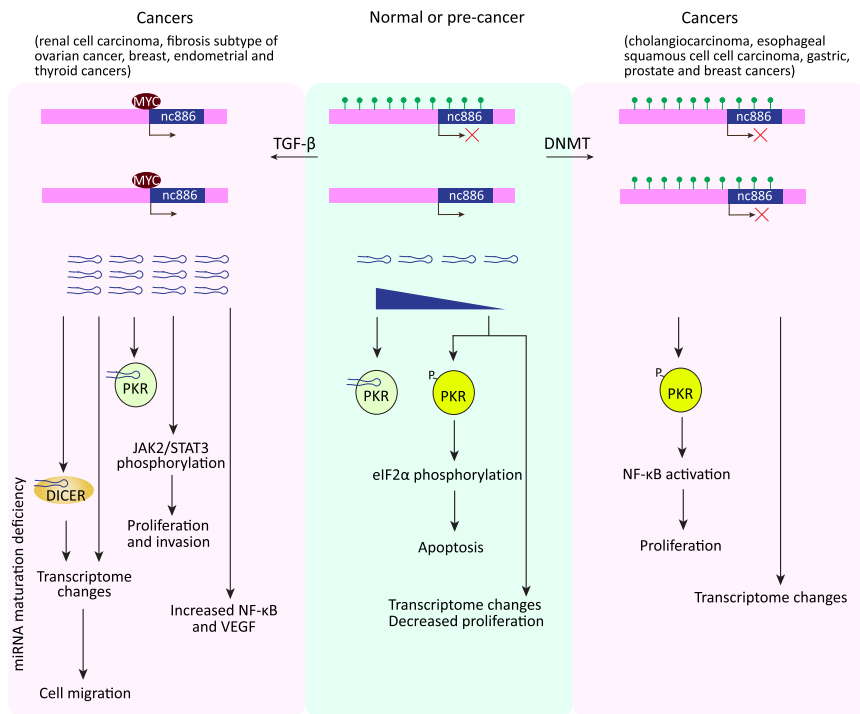 Cancers
(renal cell carcinoma, fibrosis subtype of
ovarian cancer, breast, endometrial and
thyroid cancers)
MYC
nc886
MYC
nc886
PKR
JAK2/STAT3
phosphorylation
DICER
Proliferation
and invasion
miRNA maturation deficiency
Transcriptome
changes
Increased NF-κB
and VEGF
Cell migration
TGF-β
Normal or pre-cancer
nc886
nc886
PKR
P
PKR
eIF2α phosphorylation
Apoptosis
Transcriptome changes
Decreased proliferation
DNMT
Cancers
(cholangiocarcinoma, esophageal
squamous cell cell carcinoma, gastric,
prostate and breast cancers)
nc886
nc886
P
PKR
NF-κB activation
Proliferation
Transcriptome changes